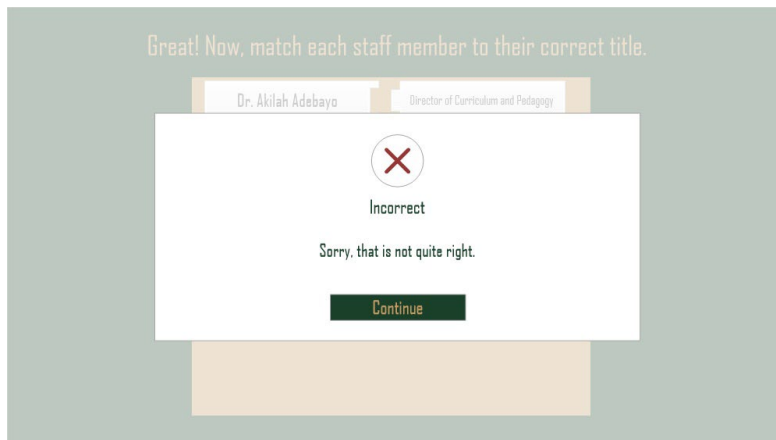 Great! Now, match each staff member to their correct title.
Dr. Akilah Adebayo
Director of Curriculum and Pedagogy
Incorrect
Sorry, that is not quite right.
Continue